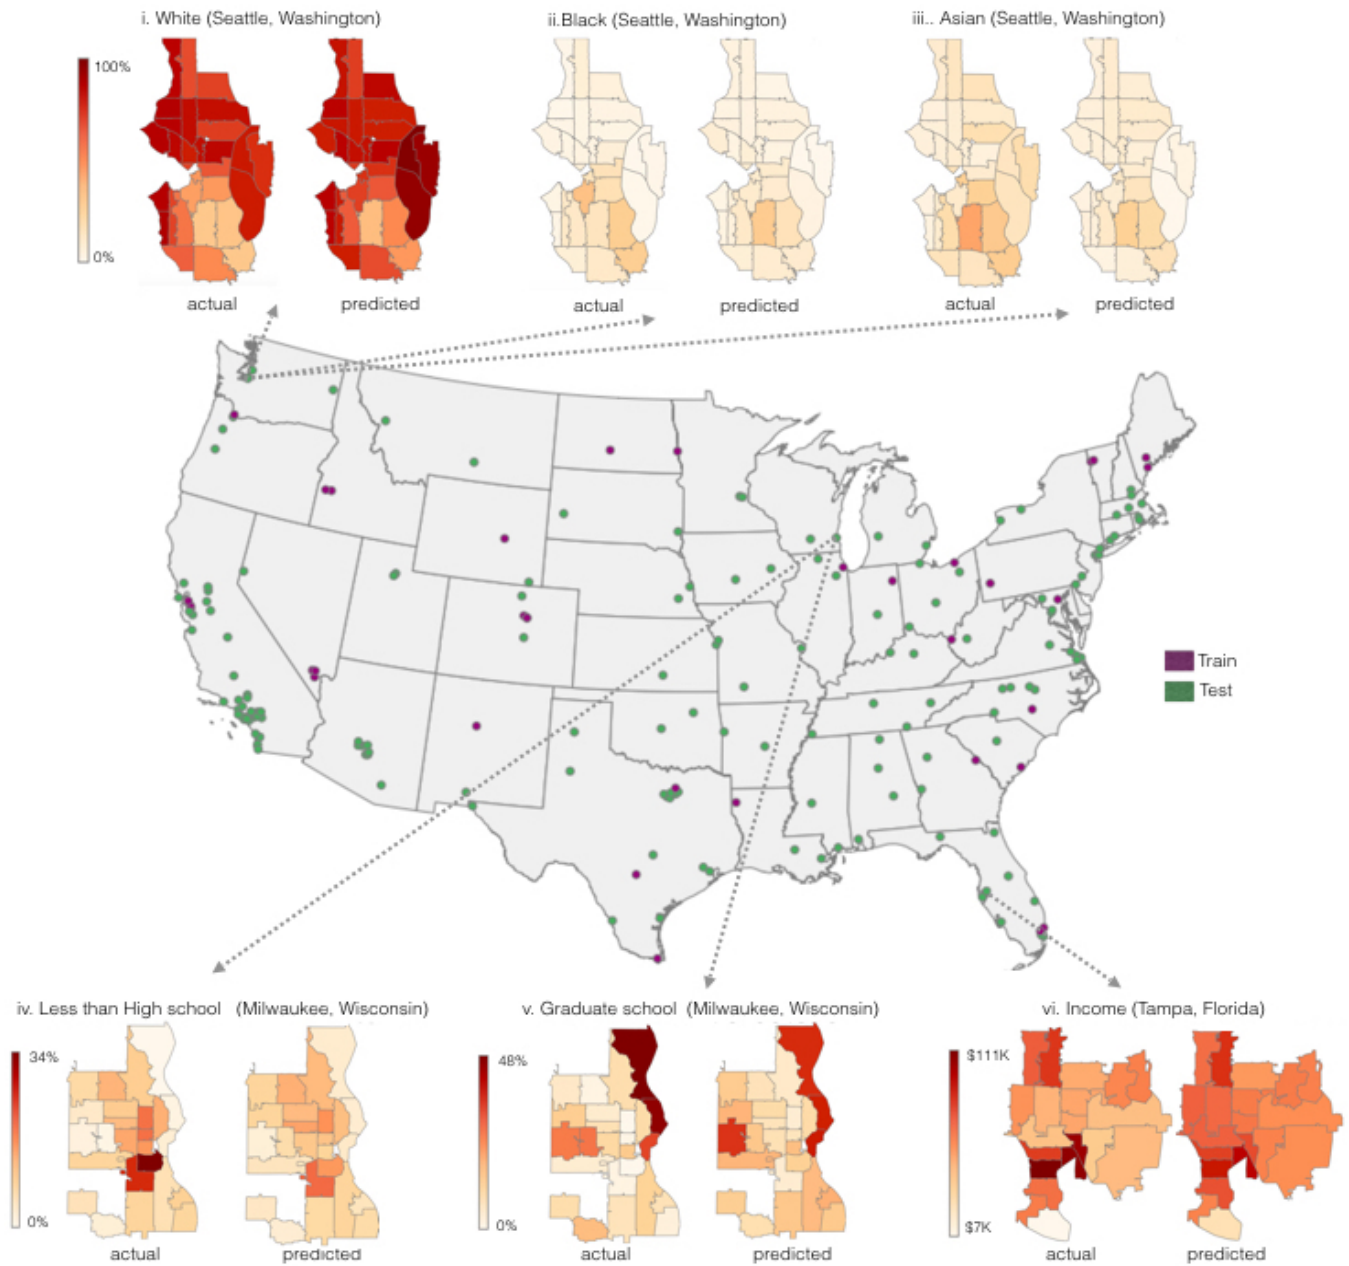 i. White (Seattle, Washington)
ii.Black (Seattle, Washington)
iii.. Asian (Seattle, Washington)
100%
0%
actual
predicted
actual
predicted
actual
predicted
Train
Test
iv. Less than High school (Milwaukee, Wisconsin)
v. Graduate school (Milwaukee, Wisconsin)
vi. Income (Tampa, Florida)
34%
0%
48%
0%
$111K
$7K
actual
predicted
actual
predicted
actual
predicted